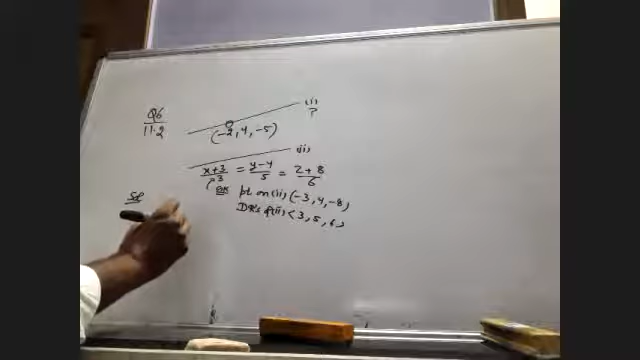 Q6
11.2
(i)
?
(-2, 4, -5)
(ii)
x+3/3 = y-4/5 = z+8/6
pt on (ii) (-3, 4, -8)
DR's of (ii) < 3, 5, 6 >
Sol